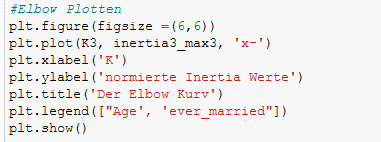 #Elbow Plotten
plt.figure(figsize =(6,6))
plt.plot(K3, inertia3_max3, 'x-')
plt.xlabel('K')
plt.ylabel('normierte Inertia Werte')
plt.title('Der Elbow Kurv')
plt.legend(["Age', 'ever_married"])
plt.show()